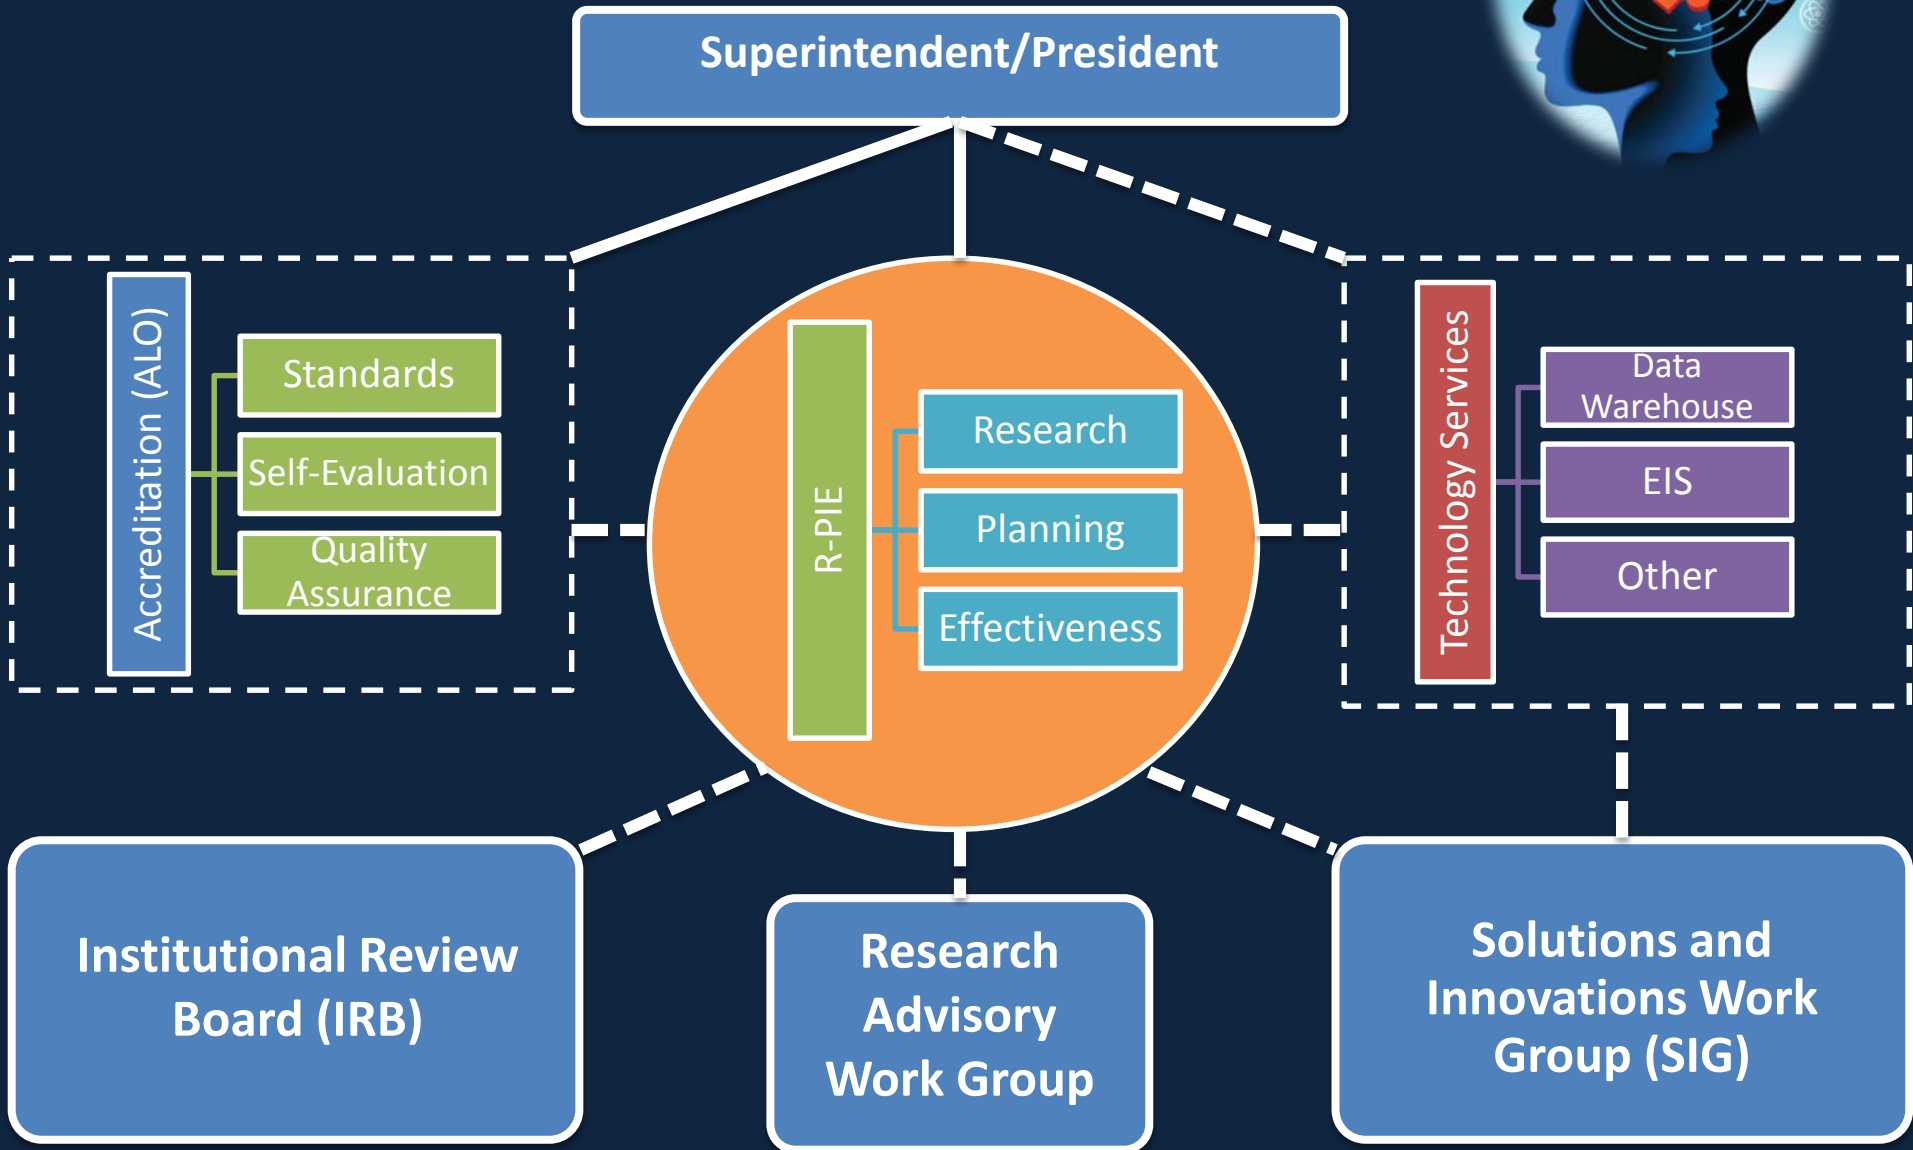 Superintendent/President
Accreditation (ALO)
Standards
Self-Evaluation
Quality
Assurance
R-PIE
Research
Planning
Effectiveness
Technology Services
Data
Warehouse
EIS
Other
Institutional Review
Board (IRB)
Research
Advisory
Work Group
Solutions and
Innovations Work
Group (SIG)